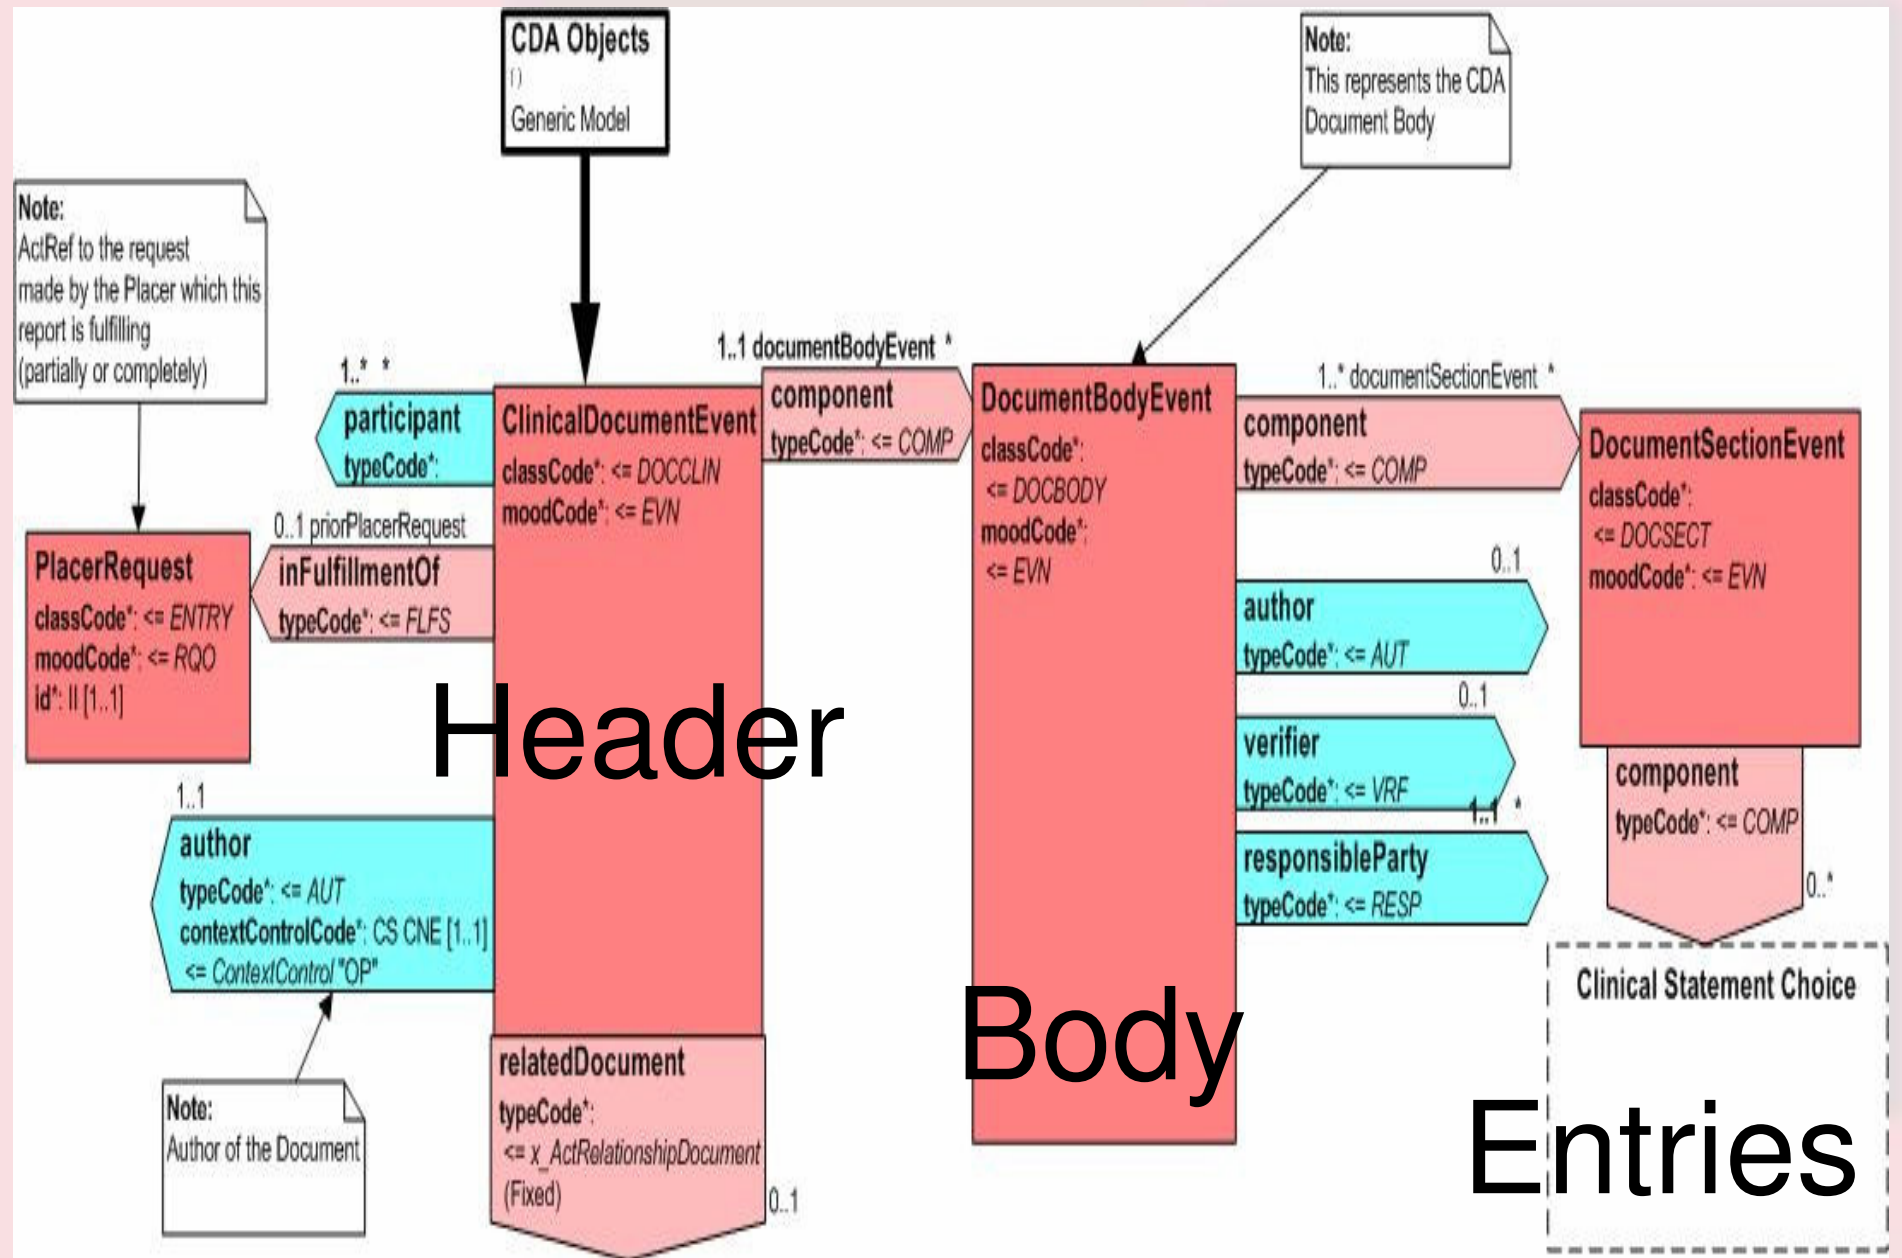 CDA Objects
()
Generic Model
Note:
This represents the CDA
Document Body
Note:
ActRef to the request
made by the Placer which this
report is fulfilling
(partially or completely)
1..* *
participant
typeCode*:
ClinicalDocumentEvent
classCode*: <= DOCCLIN
moodCode*: <= EVN
1..1 documentBodyEvent *
component
typeCode*: <= COMP
DocumentBodyEvent
classCode*:
<= DOCBODY
moodCode*:
<= EVN
1..* documentSectionEvent *
component
typeCode*: <= COMP
DocumentSectionEvent
classCode*:
<= DOCSECT
moodCode*: <= EVN
0..1 priorPlacerRequest
inFulfillmentOf
typeCode*: <= FLFS
PlacerRequest
classCode*: <= ENTRY
moodCode*: <= RQO
id*: II [1..1]
0..1
author
typeCode*: <= AUT
0..1
verifier
typeCode*: <= VRF
1..1 *
responsibleParty
typeCode*: <= RESP
component
typeCode*: <= COMP
0..*
Header
1..1
author
typeCode*: <= AUT
contextControlCode*: CS CNE [1..1]
<= ContextControl "OP"
Note:
Author of the Document
relatedDocument
typeCode*:
<= x_ActRelationshipDocument
(Fixed)
0..1
Body
Clinical Statement Choice
Entries